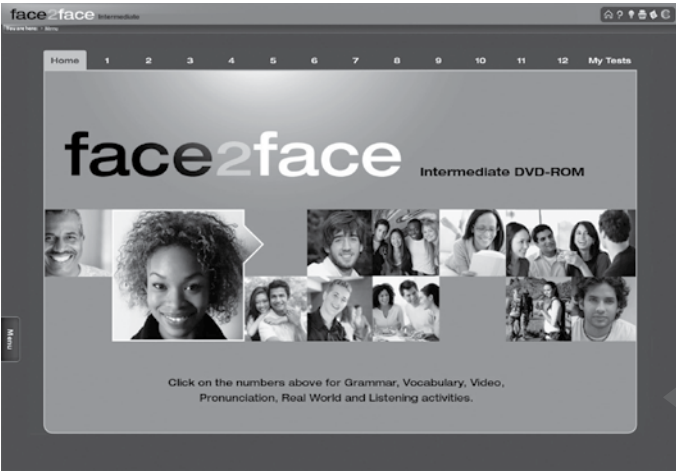 face2face Intermediate
You are here: / Menu
Home 1 2 3 4 5 6 7 8 9 10 11 12 My Tests
face2face Intermediate DVD-ROM
Menu
Click on the numbers above for Grammar, Vocabulary, Video,
Pronunciation, Real World and Listening activities.